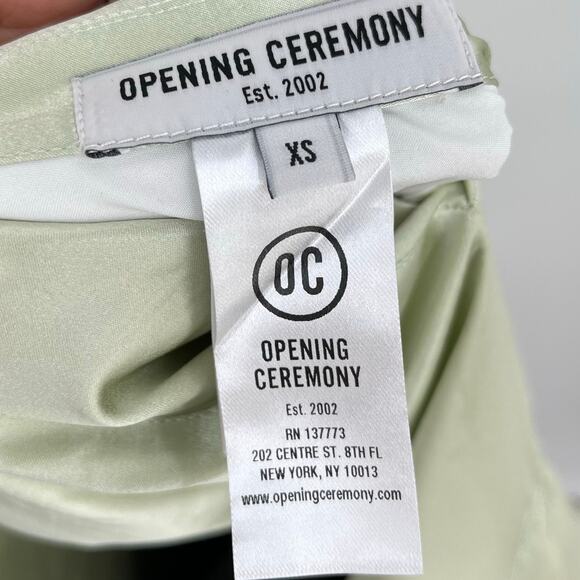 OPENING CEREMONY
Est. 2002
XS
OC
OPENING
CEREMONY
Est. 2002
RN 137773
202 CENTRE ST. 8TH FL
NEW YORK, NY 10013
www.openingceremony.com